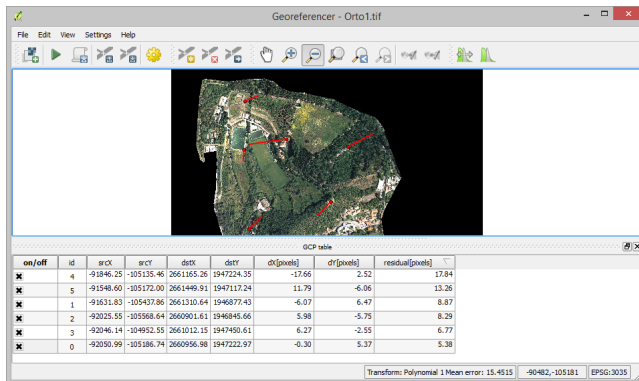 Georeferencer - Orto1.tif
File Edit View Settings Help
GCP table
on/off id srcX srcY dstX dstY dX[pixels] dY[pixels] residual[pixels]
4 -91846.25 -105135.46 2661165.26 1947224.35 -17.66 2.52 17.84
5 -91548.60 -105172.00 2661449.91 1947117.24 11.79 -6.06 13.26
1 -91631.83 -105437.86 2661310.64 1946877.43 -6.07 6.47 8.87
2 -92025.55 -105568.64 2660901.61 1946845.66 5.98 -5.75 8.29
3 -92046.14 -104952.55 2661012.15 1947450.61 6.27 -2.55 6.77
0 -92050.99 -105186.74 2660956.98 1947222.97 -0.30 5.37 5.38
Transform: Polynomial 1 Mean error: 15.4515 -90482,-105181 EPSG:3035